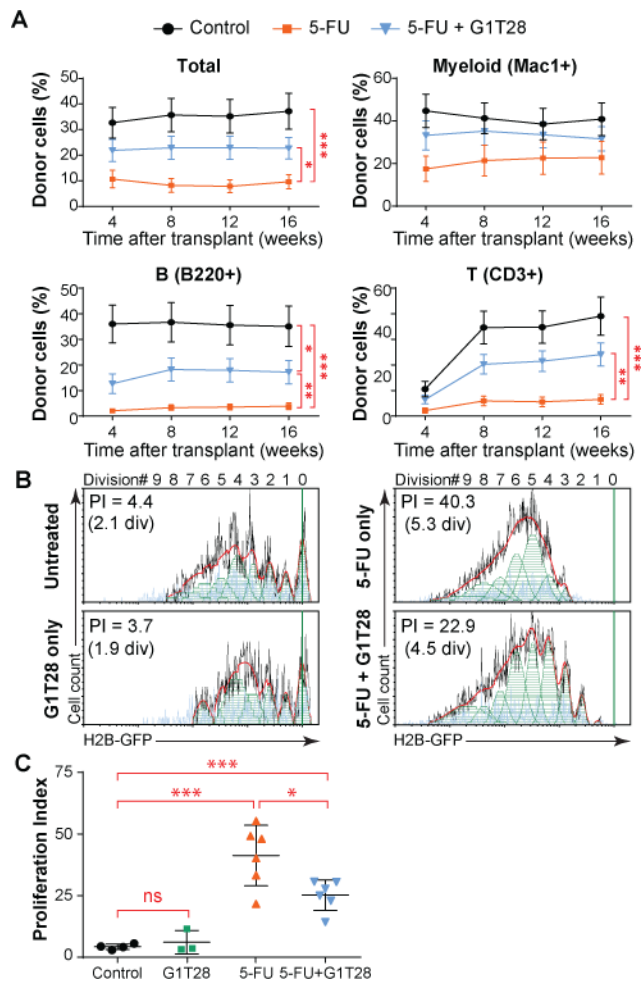 A
Control 5-FU 5-FU + G1T28
Total Myeloid (Mac1+)
Donor cells (%) 50 40 30 20 10 0 * ***
4 8 12 16
Time after transplant (weeks)
Donor cells (%) 60 40 20 0
4 8 12 16
Time after transplant (weeks)
B (B220+) T (CD3+)
Donor cells (%) 50 40 30 20 10 0 * ** ***
4 8 12 16
Time after transplant (weeks)
Donor cells (%) 60 40 20 0 ** ***
4 8 12 16
Time after transplant (weeks)
B
Division# 9 8 7 6 5 4 3 2 1 0 Division# 9 8 7 6 5 4 3 2 1 0
Untreated
PI = 4.4
(2.1 div)
5-FU only
PI = 40.3
(5.3 div)
G1T28 only
PI = 3.7
(1.9 div)
Cell count
5-FU + G1T28
PI = 22.9
(4.5 div)
Cell count
H2B-GFP H2B-GFP
C
Proliferation Index
75
50
25
0
***
*** *
ns
Control G1T28 5-FU 5-FU+G1T28